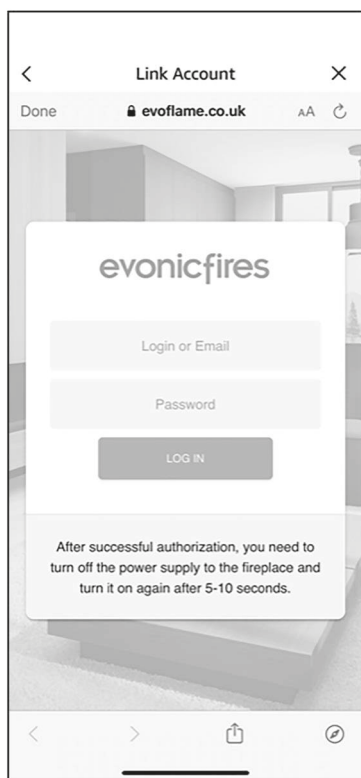 Link Account
Done evoflame.co.uk AA
evonicfires
Login or Email
Password
LOG IN
After successful authorization, you need to
turn off the power supply to the fireplace and
turn it on again after 5-10 seconds.